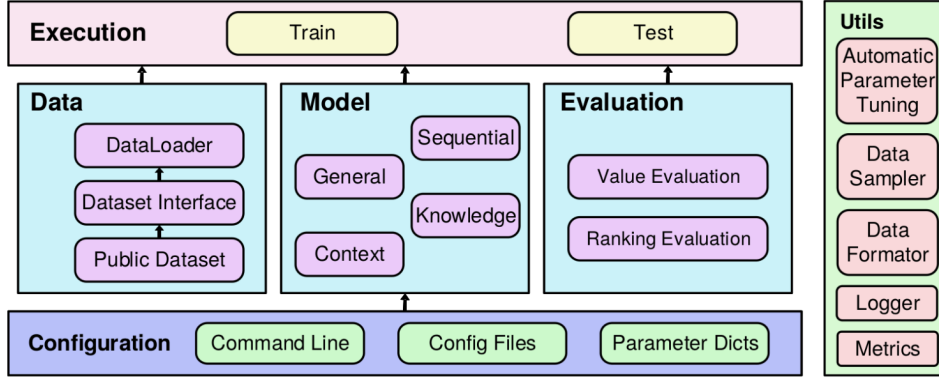 Execution
Train
Test
Data
DataLoader
Dataset Interface
Public Dataset
Model
Sequential
General
Knowledge
Context
Evaluation
Value Evaluation
Ranking Evaluation
Configuration
Command Line
Config Files
Parameter Dicts
Utils
Automatic
Parameter
Tuning
Data
Sampler
Data
Formator
Logger
Metrics